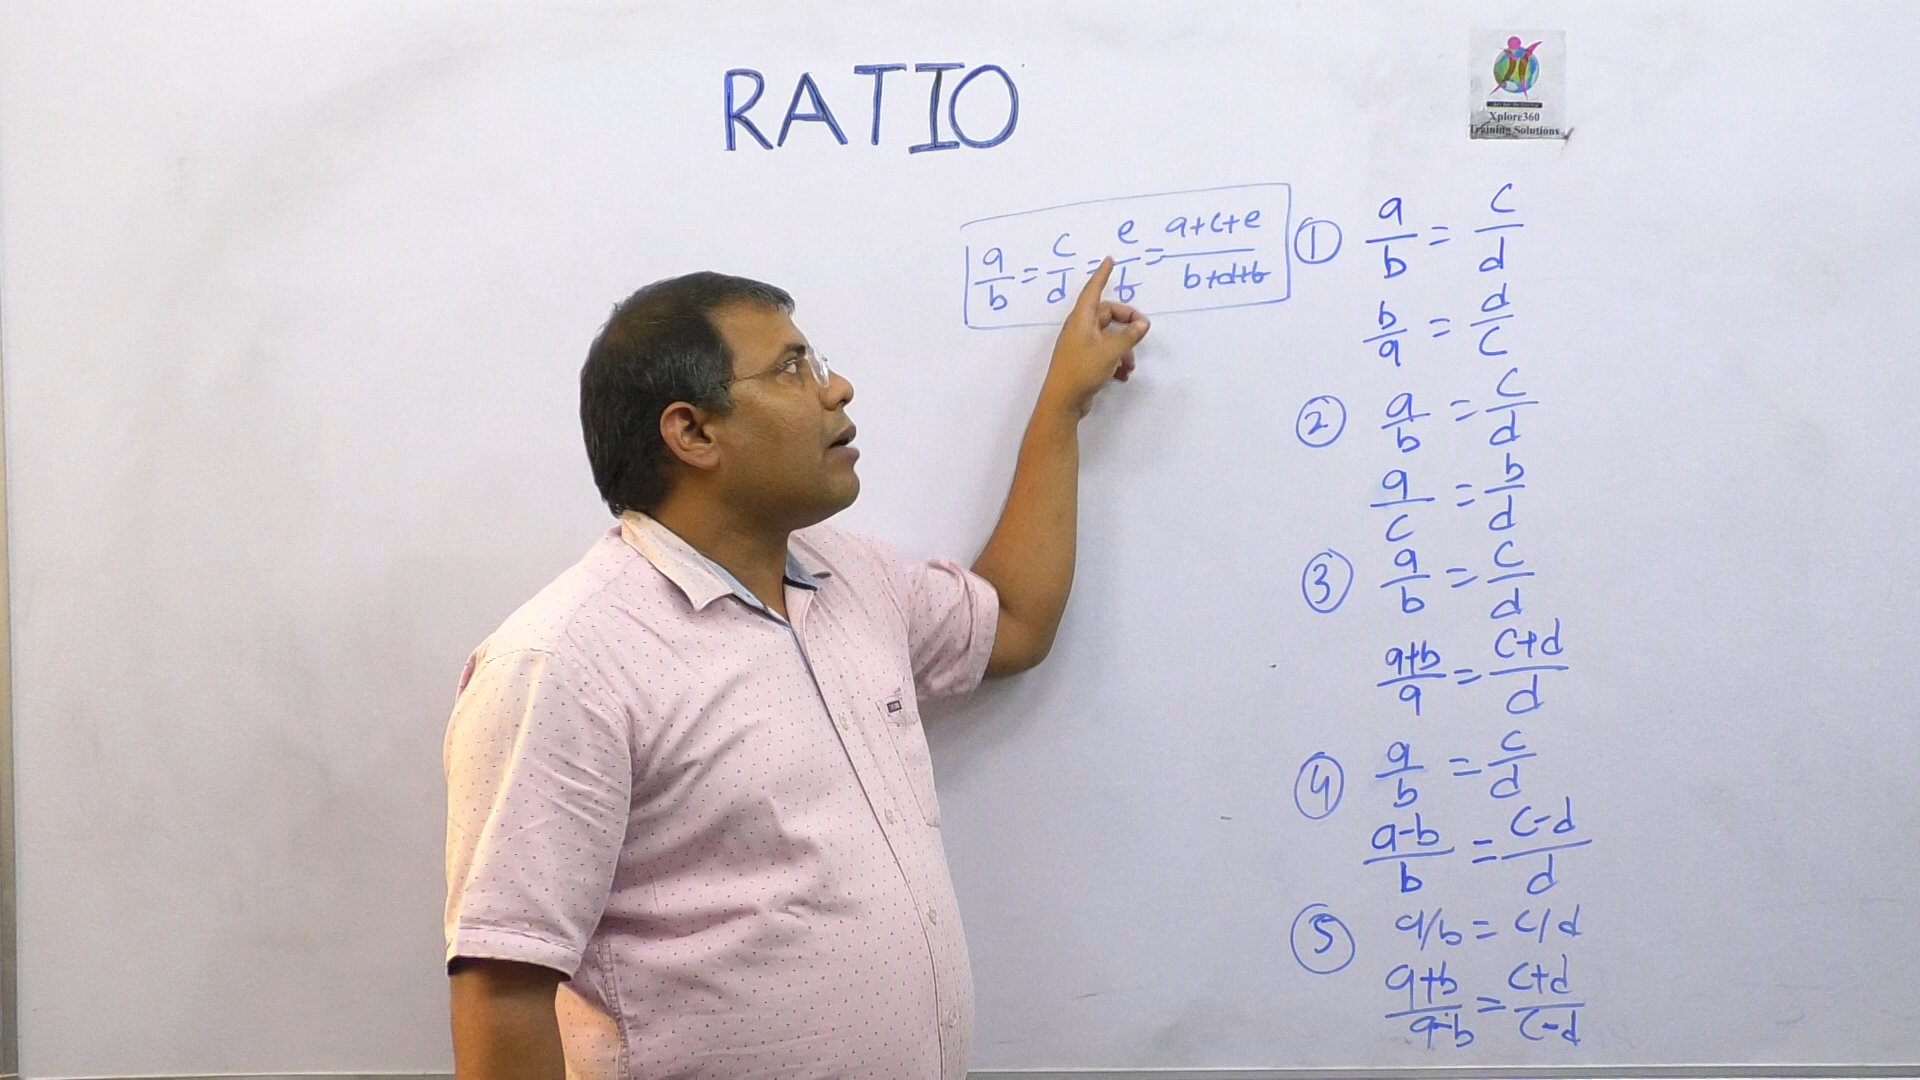 RATIO
Xplore360
Training Solutions
a/b = c/d = e/f = a+c+e/b+d+f
① a/b = c/d
b/a = d/c
② a/b = c/d
a/c = b/d
③ a/b = c/d
a+b/a = c+d/d
④ a/b = c/d
a-b/b = c-d/d
⑤ a/b = c/d
a+b/a-b = c+d/c-d